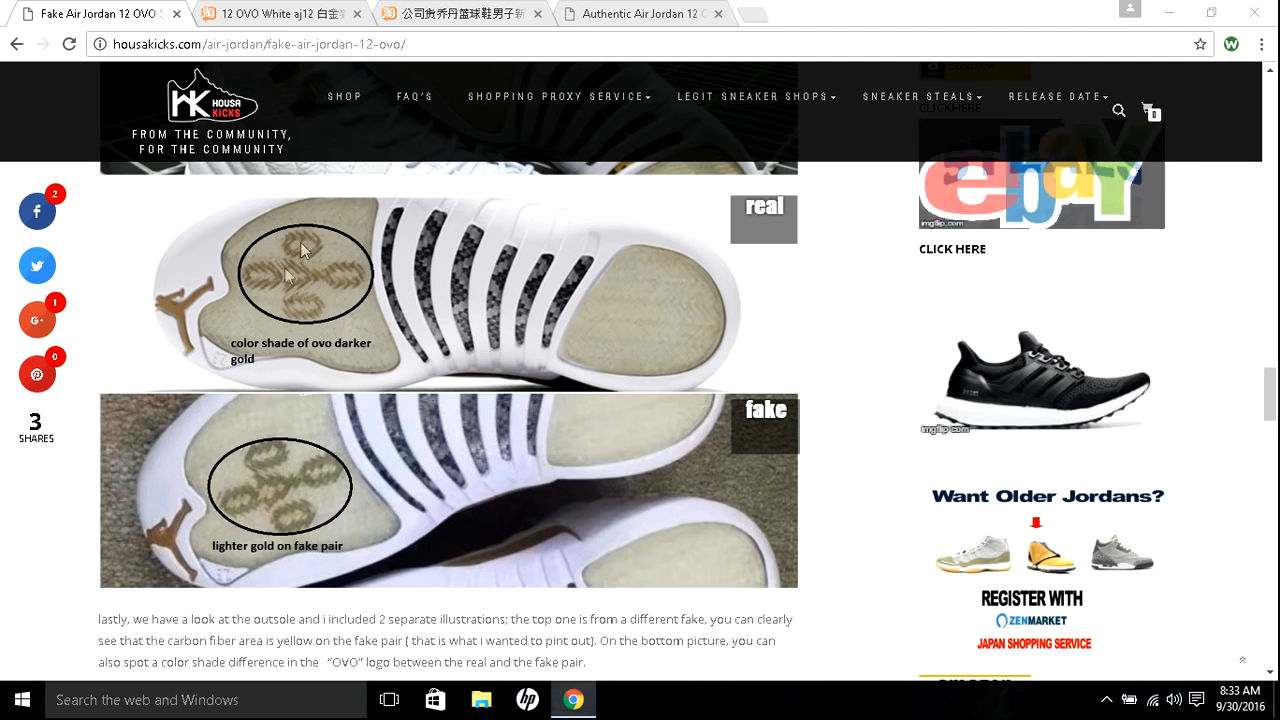 Fake Air Jordan 12 OVO S
12 OVO White aj12 白金
公司货乔丹篮球鞋男子新
Authentic Air Jordan 12 O
housakicks.com/air-jordan/fake-air-jordan-12-ovo/
HOUSA
KICKS
FROM THE COMMUNITY,
FOR THE COMMUNITY
SHOP
FAQ'S
SHOPPING PROXY SERVICE
LEGIT SNEAKER SHOPS
SNEAKER STEALS
RELEASE DATE
0
CLICKHERE
2
1
0
3
SHARES
real
color shade of ovo darker
gold
fake
lighter gold on fake pair
lastly, we have a look at the outsole and i included 2 separate illustrations; the top one is from a different fake, you can clearly
see that the carbon fiber area is yellow on the fake pair ( that is what i wanted to pint out). On the bottom picture, you can
also spot a color shade difference in the “OVO” logo between the real and the fake pair.
ebay
imgflip.com
CLICK HERE
imgflip.com
Want Older Jordans?
REGISTER WITH
ZENMARKET
JAPAN SHOPPING SERVICE
Search the web and Windows
8:33 AM
9/30/2016